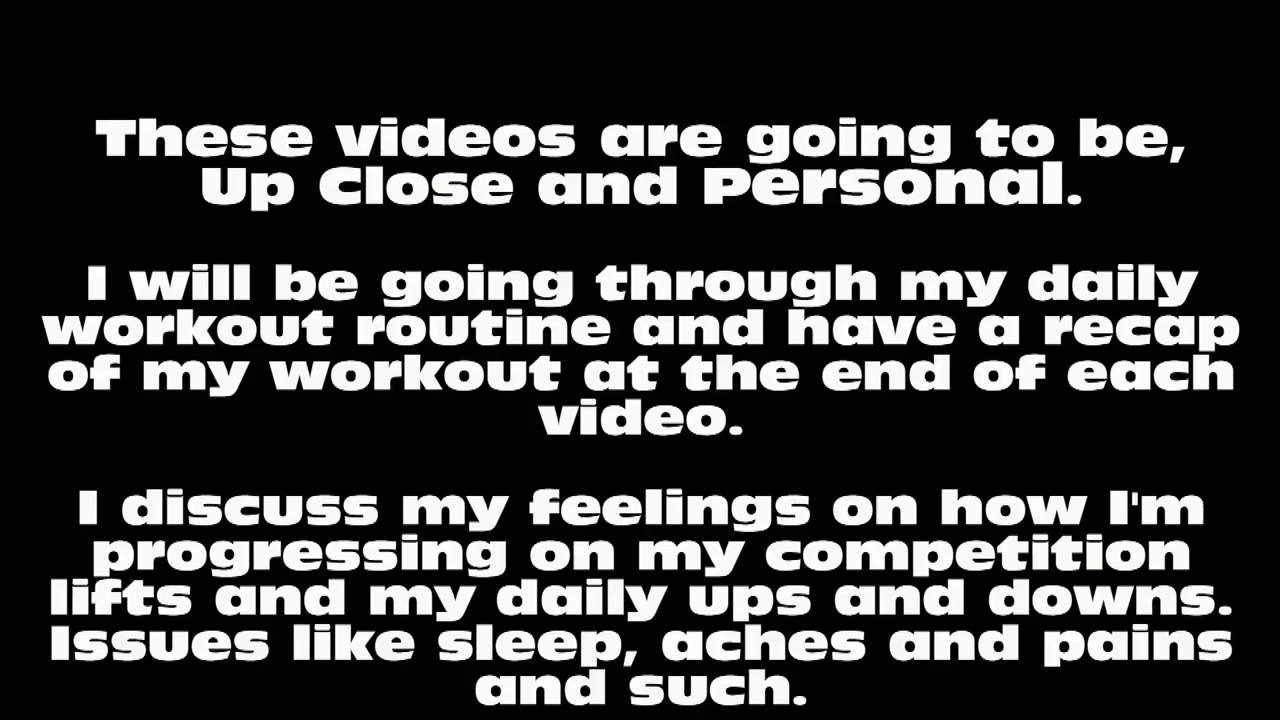 These videos are going to be,
Up Close and Personal.
I will be going through my daily
workout routine and have a recap
of my workout at the end of each
video.
I discuss my feelings on how I'm
progressing on my competition
lifts and my daily ups and downs.
Issues like sleep, aches and pains
and such.